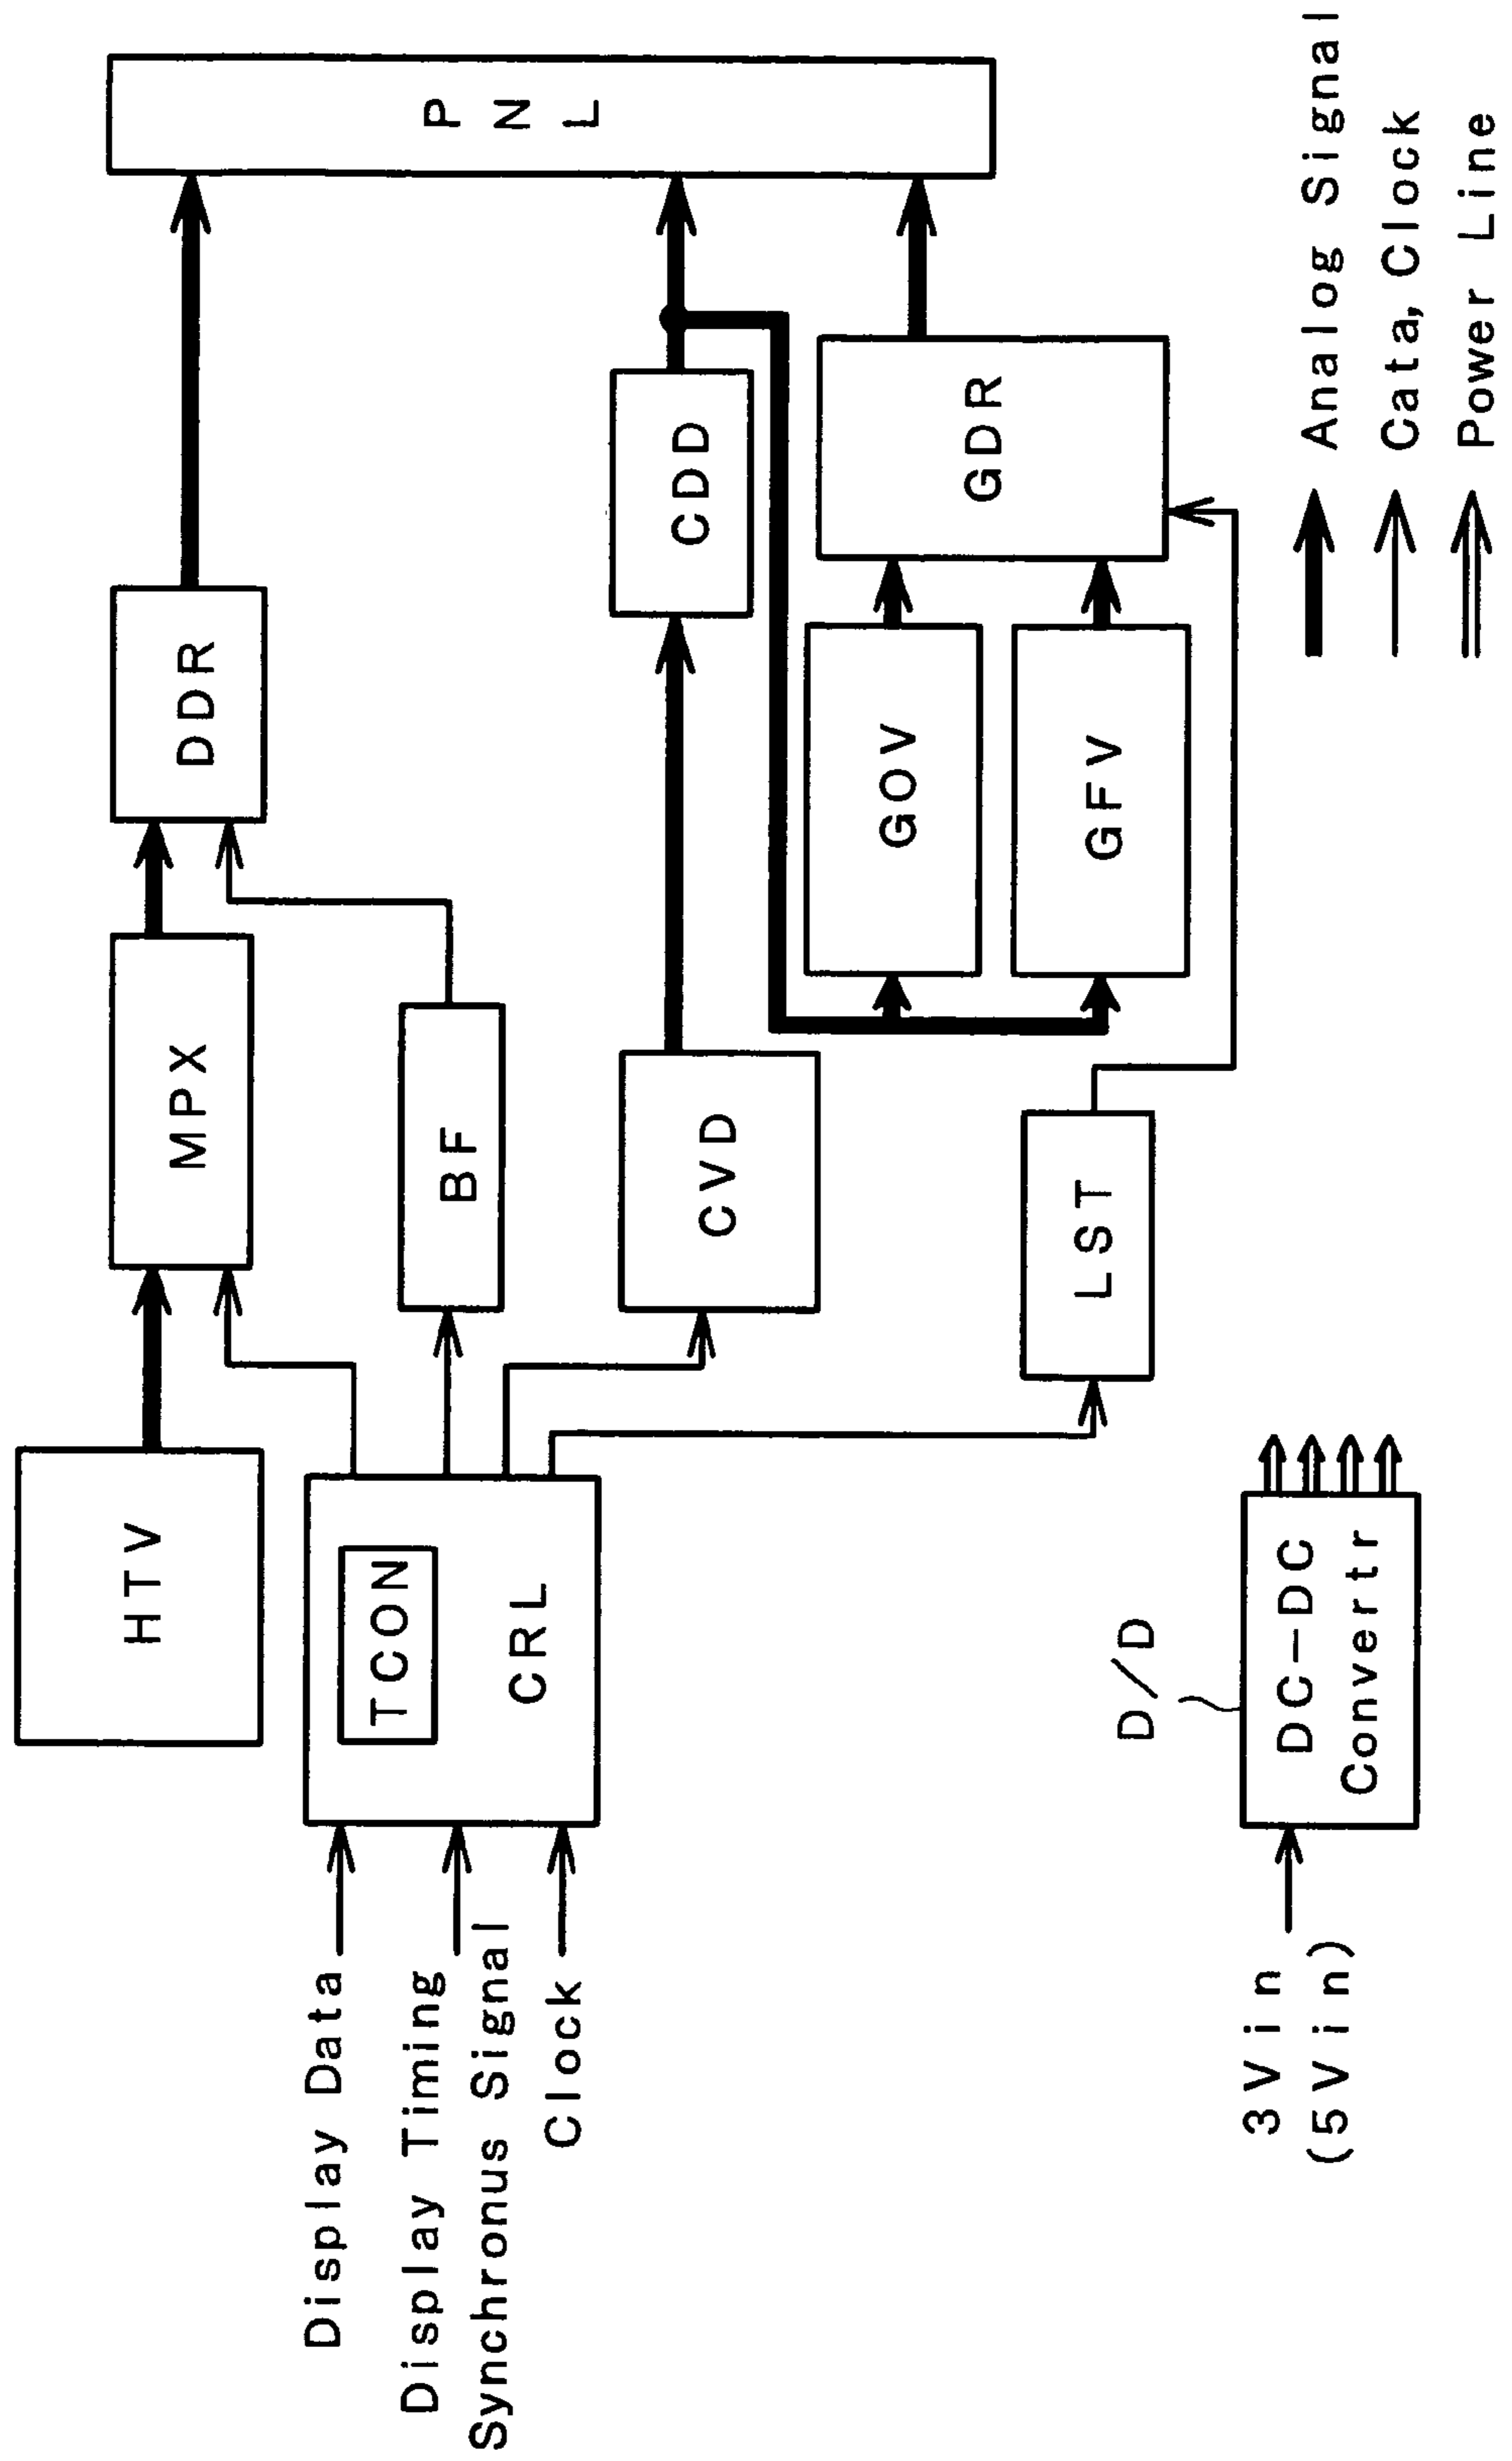 HTV
MPX
DDR
PNL
Display Data
Display Timing
Synchronus Signal
Clock
TCON
CRL
BF
CVD
CDD
GOV
GFV
GDR
LST
D/D
3Vin
(5Vin)
DC-DC
Convertr
Analog Signal
Cata, Clock
Power Line